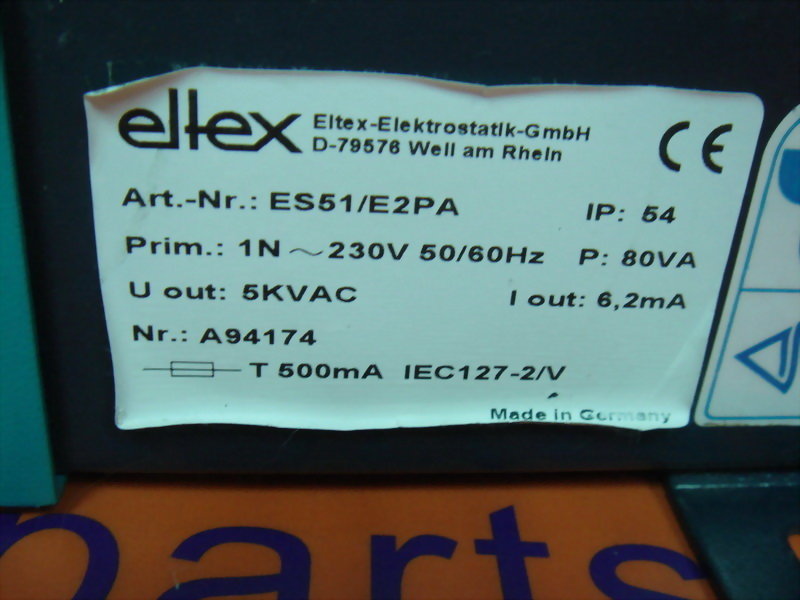 eltex Eltex-Elektrostatik-GmbH
D-79576 Weil am Rhein
CE
Art.-Nr.: ES51/E2PA IP: 54
Prim.: 1N ~ 230V 50/60Hz P: 80VA
U out: 5KVAC I out: 6,2mA
Nr.: A94174
T 500mA IEC127-2/V
Made in Germany
parts